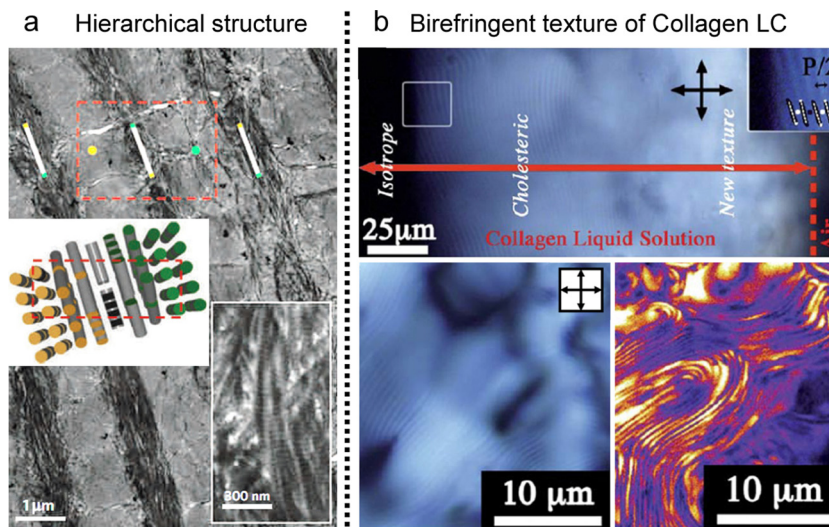 a Hierarchical structure
1μm
300 nm
b Birefringent texture of Collagen LC
P/2
Isotrope
Cholesteric
New texture
Air
25μm
Collagen Liquid Solution
10 μm
10 μm